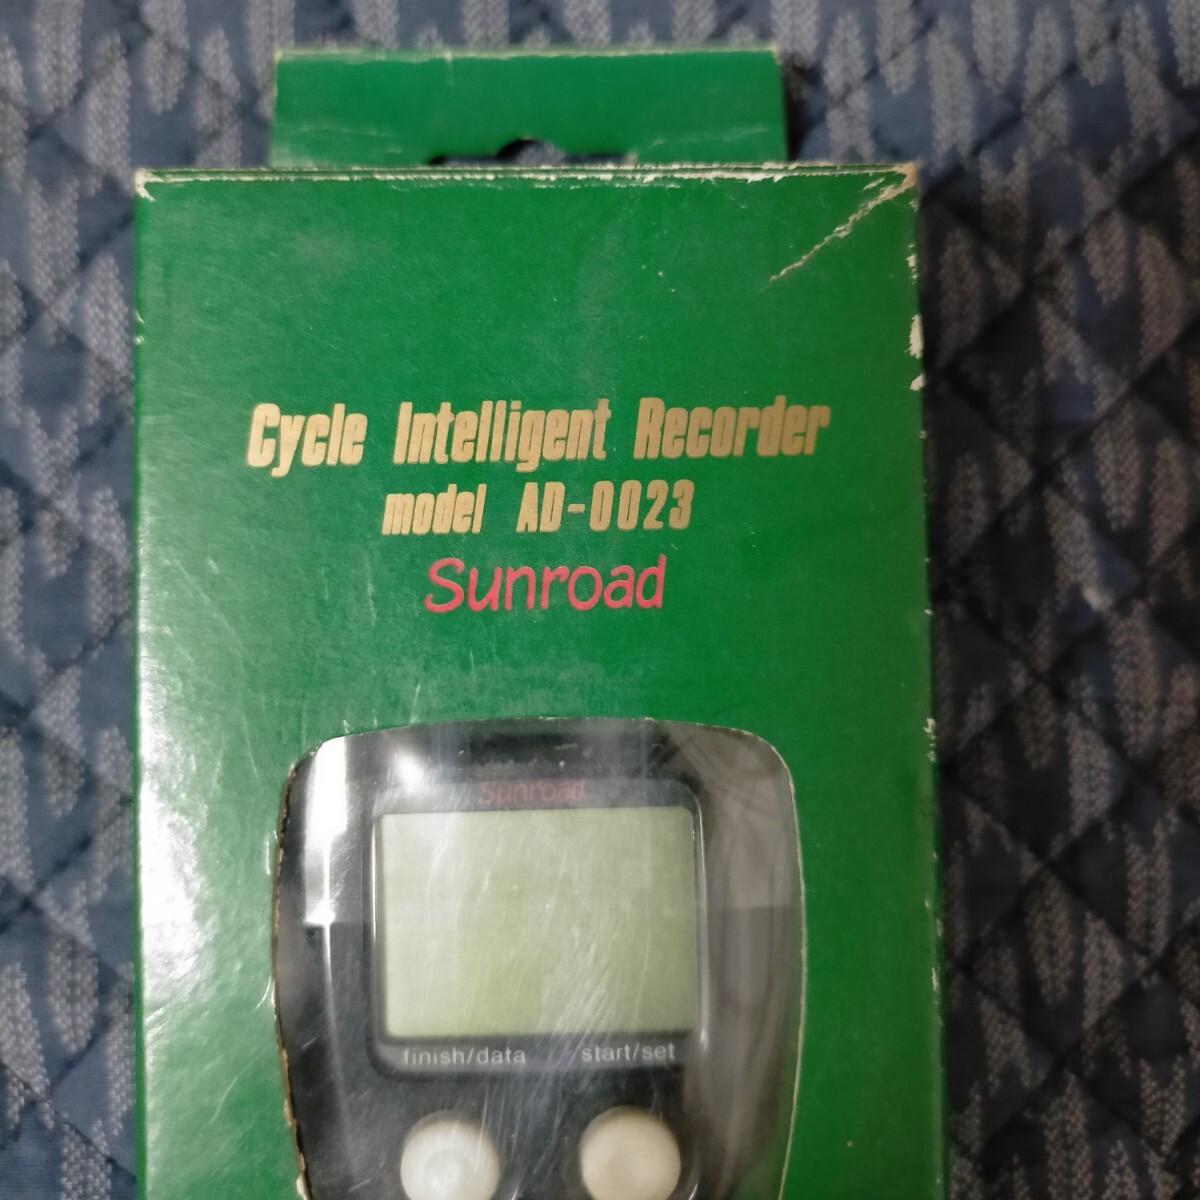 Cycle Intelligent Recorder
model AD-0023
Sunroad
Sunroad
finish/data start/set